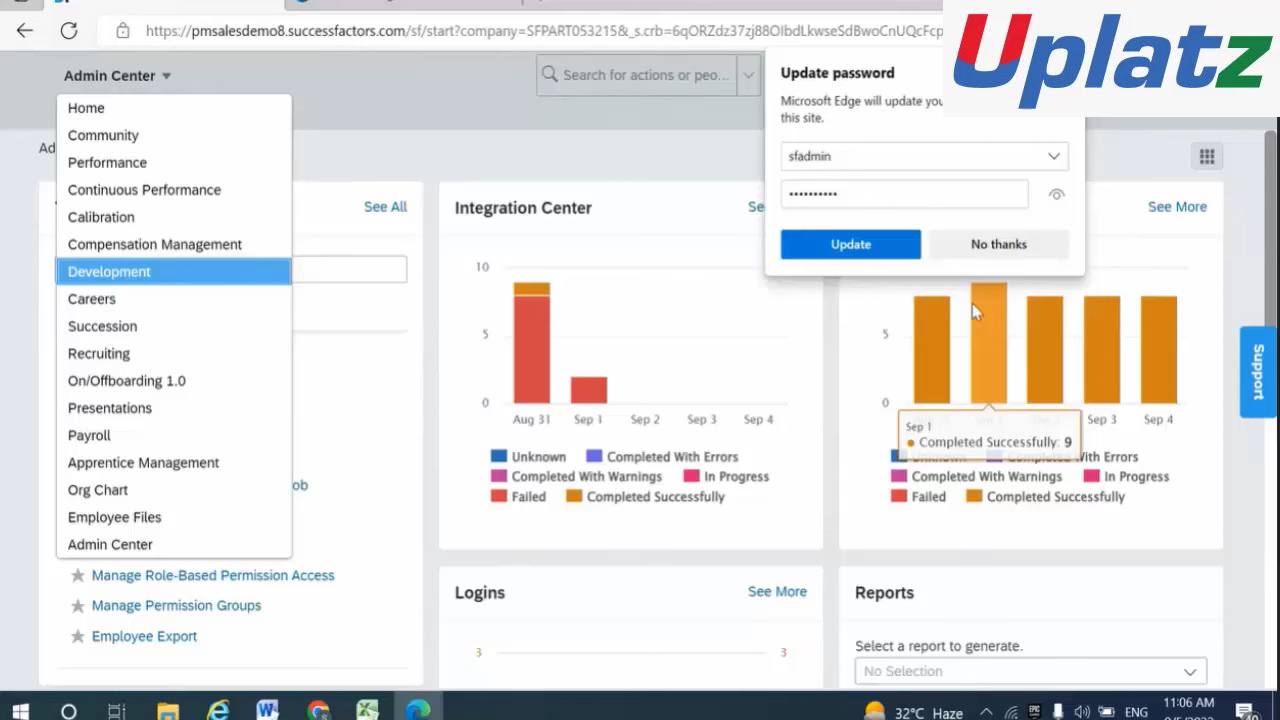 https://pmsalesdemo8.successfactors.com/sf/start?company=SFPART053215&_s.crb=6qORZdz37zj88OIbdLkwseSdBwoCnUQcFcp
Uplatz
Admin Center
Search for actions or peo...
Update password
Microsoft Edge will update you
this site.
sfadmin
Update
No thanks
Home
Community
Performance
Continuous Performance
Calibration
Compensation Management
Development
Careers
Succession
Recruiting
On/Offboarding 1.0
Presentations
Payroll
Apprentice Management
Org Chart
Employee Files
Admin Center
Ad
See All
ob
Manage Role-Based Permission Access
Manage Permission Groups
Employee Export
Integration Center
Se
10
5
0
Aug 31 Sep 1 Sep 2 Sep 3 Sep 4
Unknown Completed With Errors
Completed With Warnings In Progress
Failed Completed Successfully
See More
5
0
Sep 3 Sep 4
Sep 1
Completed Successfully: 9
Unknown Completed With Errors
Completed With Warnings In Progress
Failed Completed Successfully
Logins
See More
3
3
Reports
Select a report to generate.
No Selection
Support
32°C Haze
ENG
11:06 AM